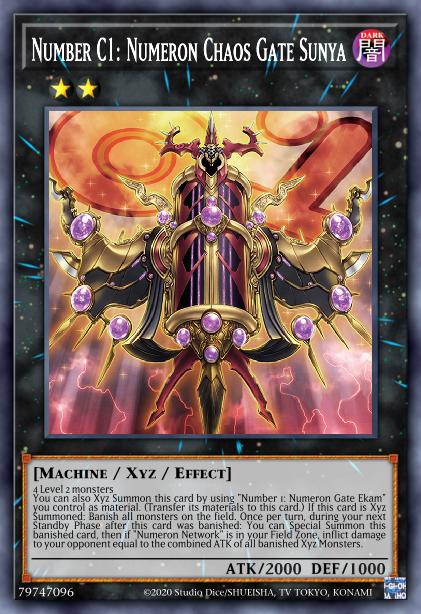 NUMBER C1: NUMERON CHAOS GATE SUNYA
DARK
闇
[MACHINE / XYZ / EFFECT]
4 Level 2 monsters
You can also Xyz Summon this card by using "Number 1: Numeron Gate Ekam"
you control as material. (Transfer its materials to this card.) If this card is Xyz
Summoned: Banish all monsters on the field. Once per turn, during your next
Standby Phase after this card was banished: You can Special Summon this
banished card, then if "Numeron Network" is in your Field Zone, inflict damage
to your opponent equal to the combined ATK of all banished Xyz Monsters.
ATK/2000 DEF/1000
79747096 ©2020 Studio Dice/SHUEISHA, TV TOKYO, KONAMI